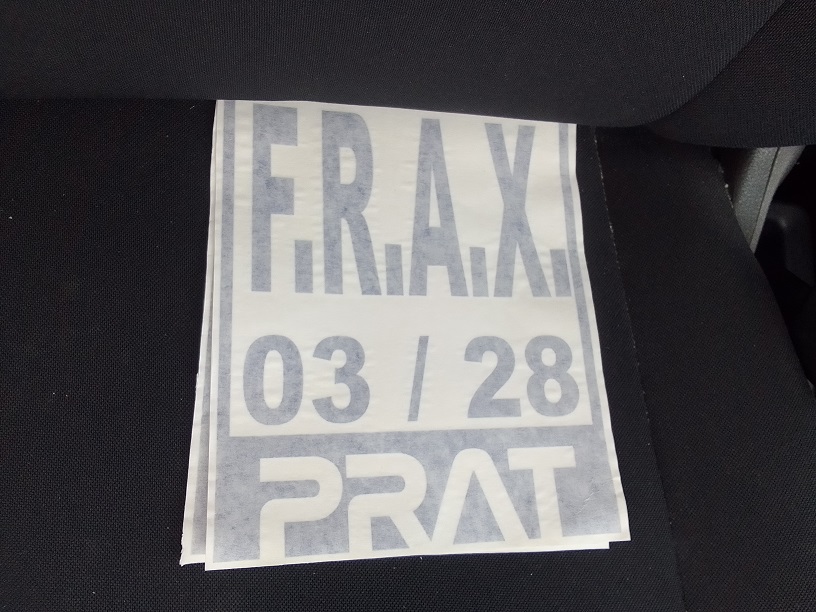 F.R.A.X.
03 / 28
PRAT